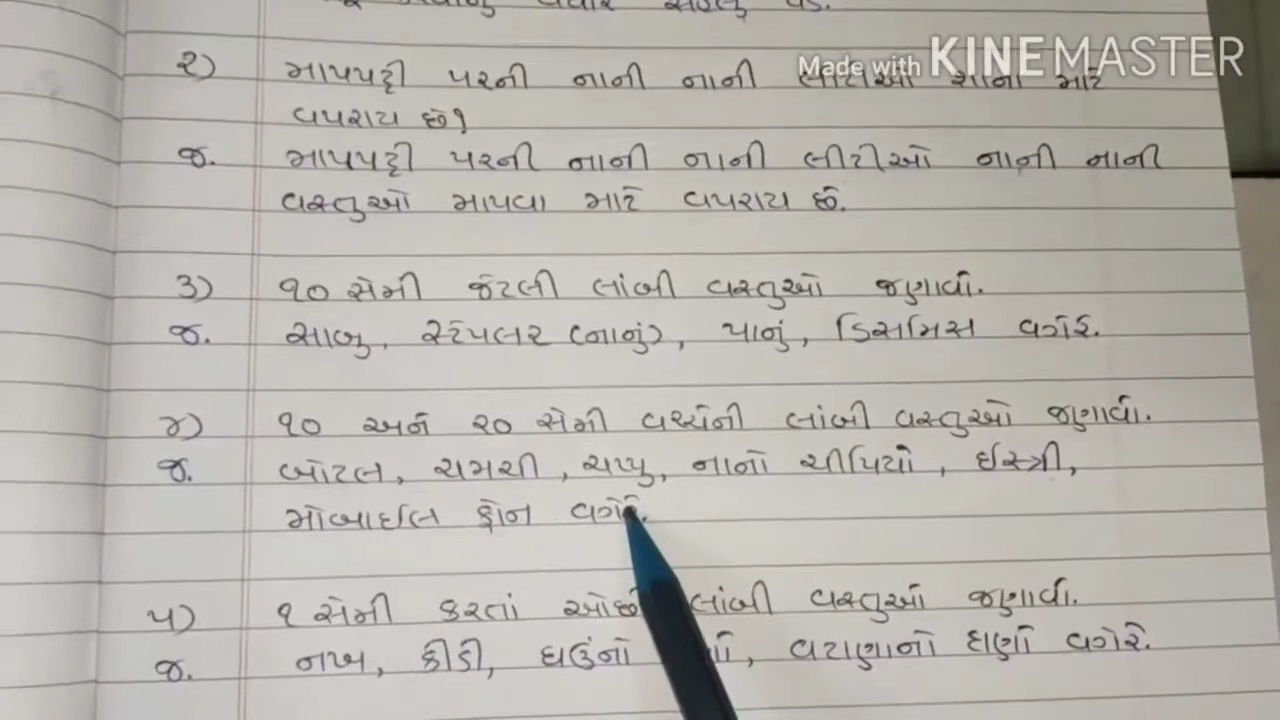 Made with KINEMASTER
૨) માપપટ્ટી પરની નાની નાની લીટીઓ શાના માટે
વપરાય છે?
જ. માપપટ્ટી પરની નાની નાની લીટીઓ નાની નાની
વસ્તુઓ માપવા માટે વપરાય છે.
૩) ૧૦ સેમી જેટલી લાંબી વસ્તુઓ જણાવો.
જ. સાબુ, સ્ટેપલર (નાનું), પાનું, ડિસમિસ વગેરે.
૪) ૧૦ અને ૨૦ સેમી વચ્ચેની લાંબી વસ્તુઓ જણાવો.
જ. બોટલ, ચમચી, ચપ્પુ, નાનો ચીપિયો, ઈસ્ત્રી,
મોબાઈલ ફોન વગેરે.
૫) ૧ સેમી કરતાં ઓછી લાંબી વસ્તુઓ જણાવો.
જ. નખ, કીડી, ઘઉંનો વટાણાનો દાણો વગેરે.